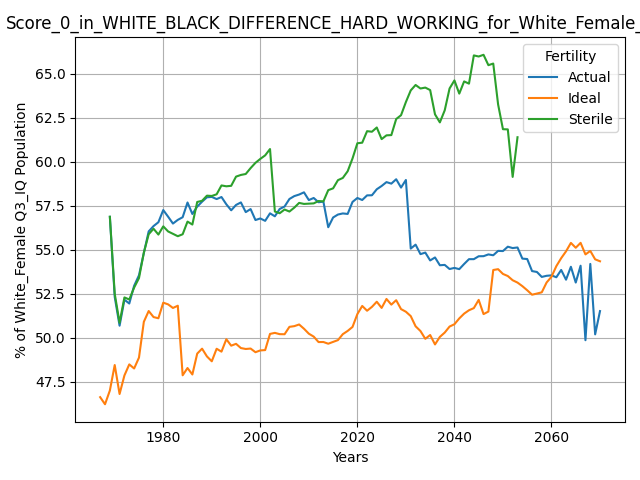 Score_0_in_WHITE_BLACK_DIFFERENCE_HARD_WORKING_for_White_Female_
Fertility
Actual
Ideal
Sterile
65.0
62.5
60.0
57.5
55.0
52.5
50.0
47.5
% of White_Female Q3_IQ Population
1980
2000
2020
2040
2060
Years